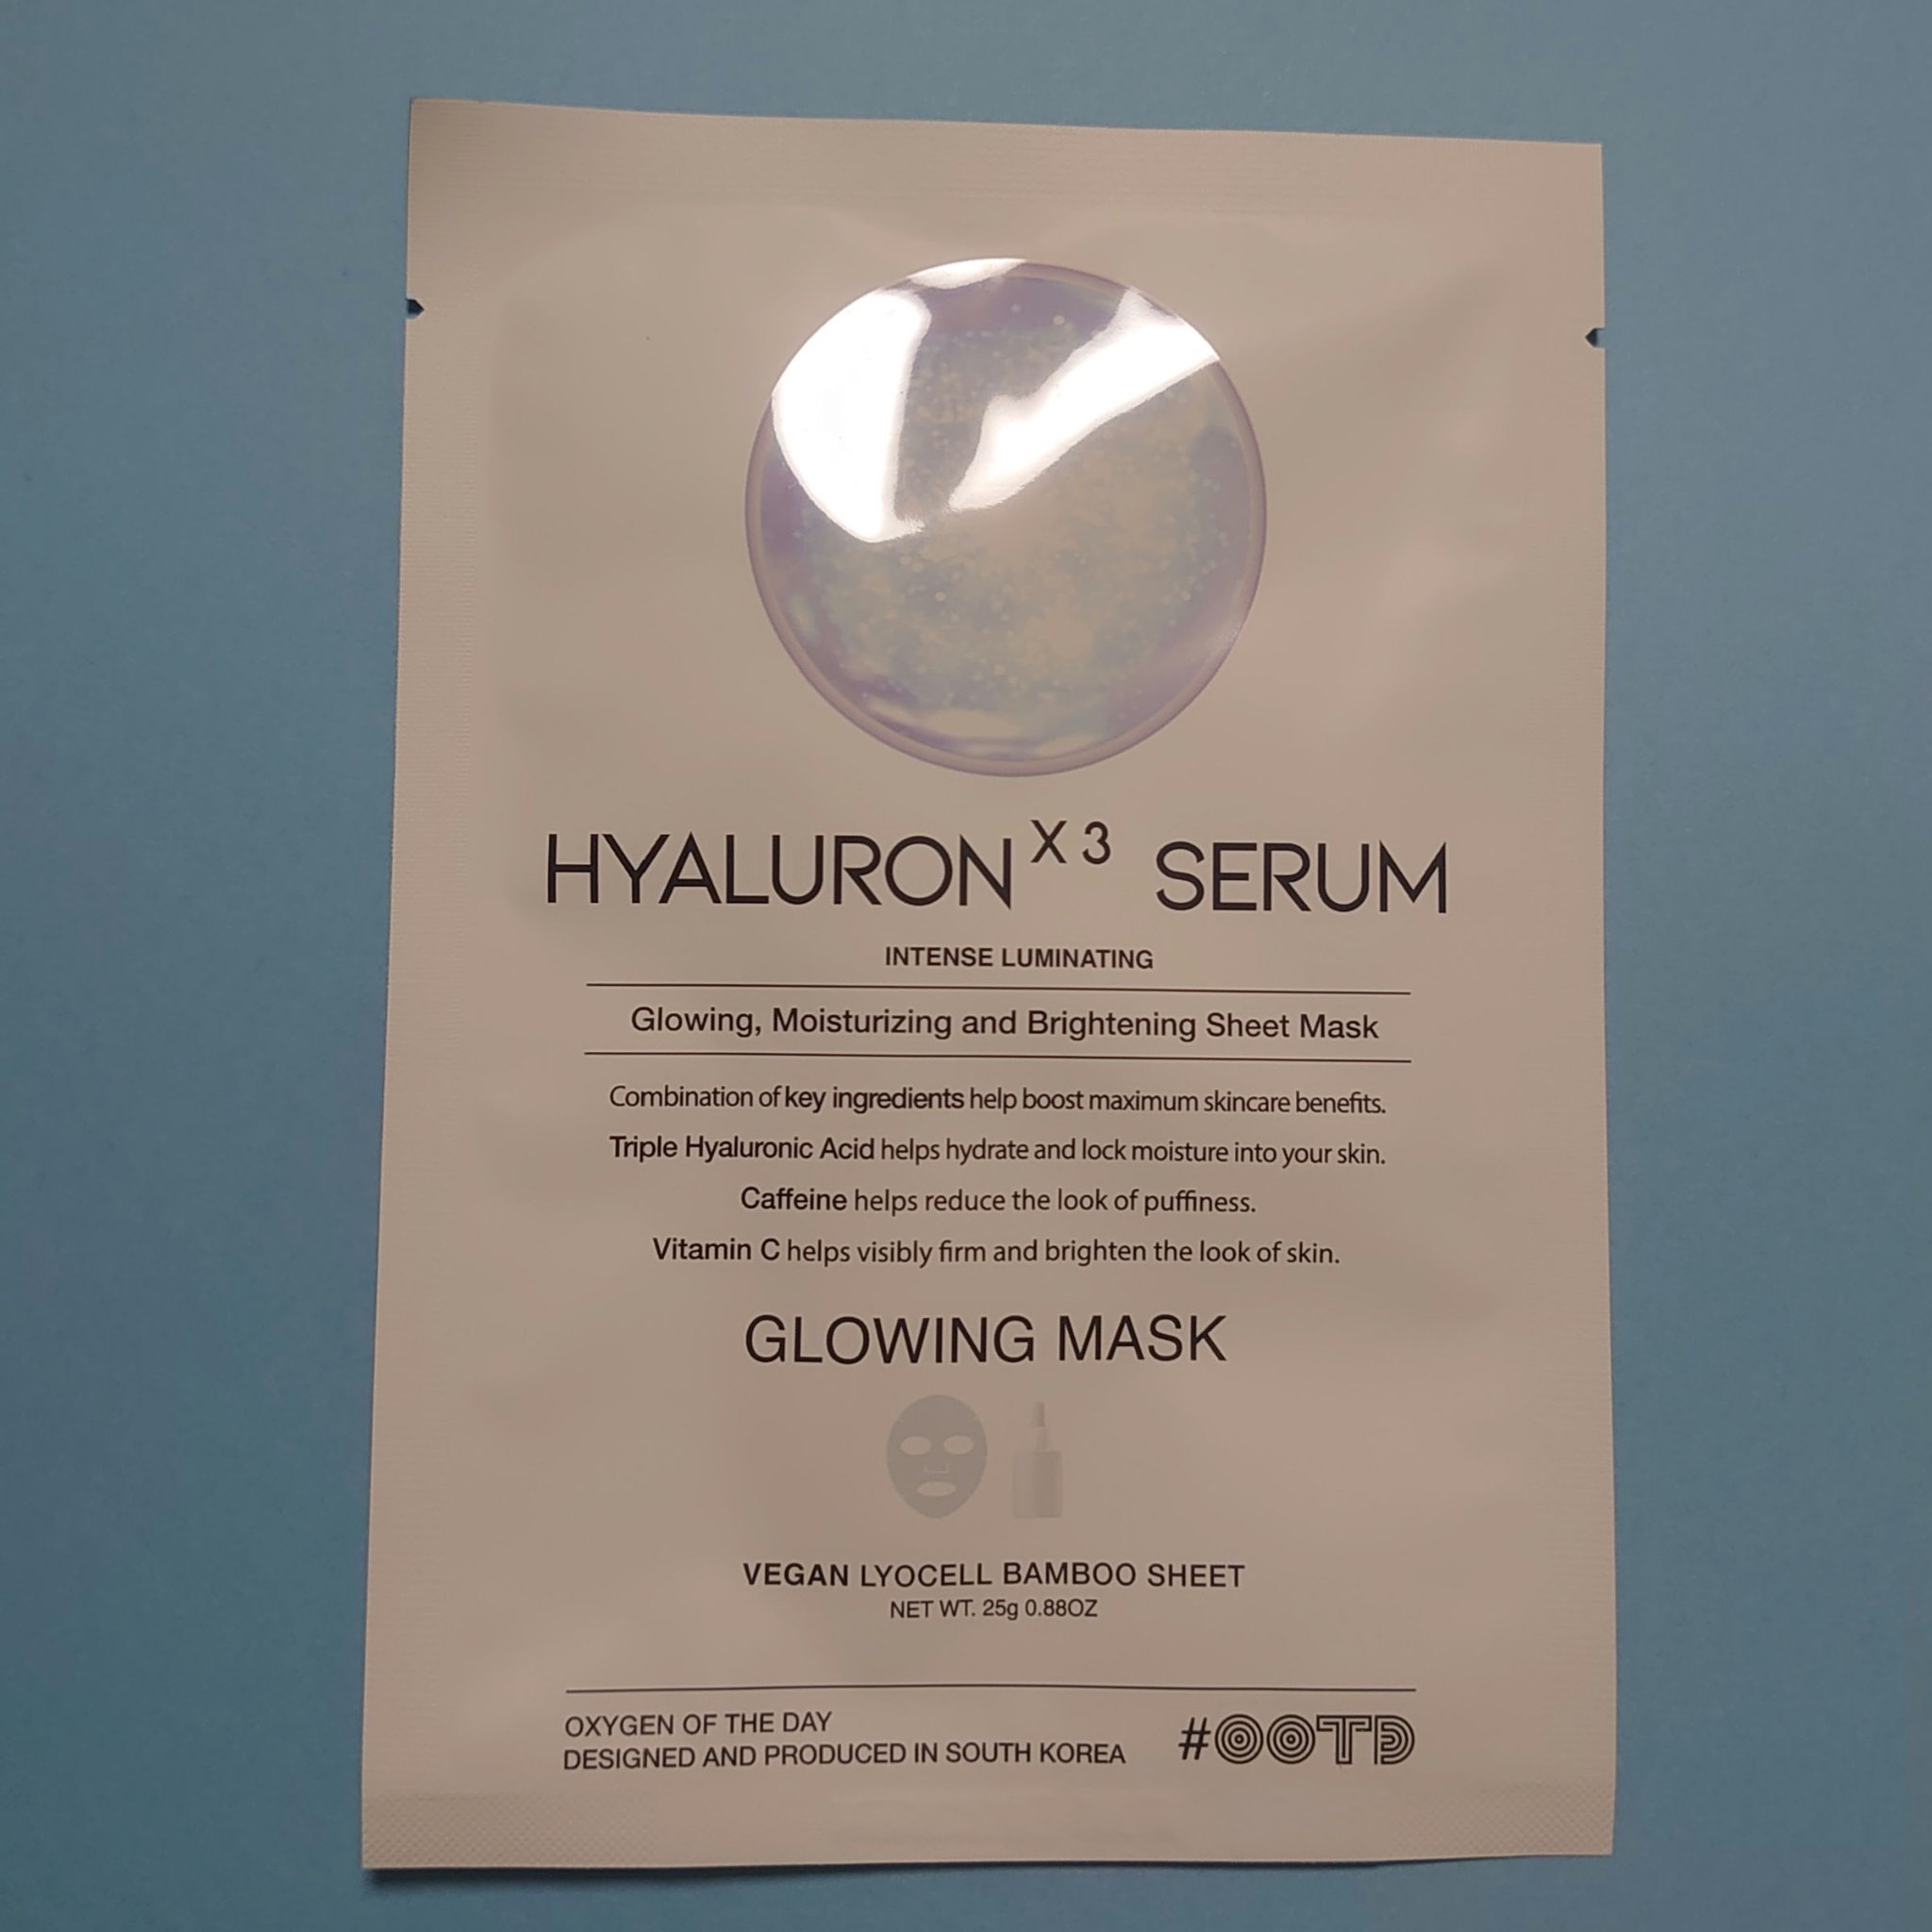 HYALURON X3 SERUM
INTENSE LUMINATING
Glowing, Moisturizing and Brightening Sheet Mask
Combination of key ingredients help boost maximum skincare benefits.
Triple Hyaluronic Acid helps hydrate and lock moisture into your skin.
Caffeine helps reduce the look of puffiness.
Vitamin C helps visibly firm and brighten the look of skin.
GLOWING MASK
VEGAN LYOCELL BAMBOO SHEET
NET WT. 25g 0.88OZ
OXYGEN OF THE DAY
DESIGNED AND PRODUCED IN SOUTH KOREA
#OOTD